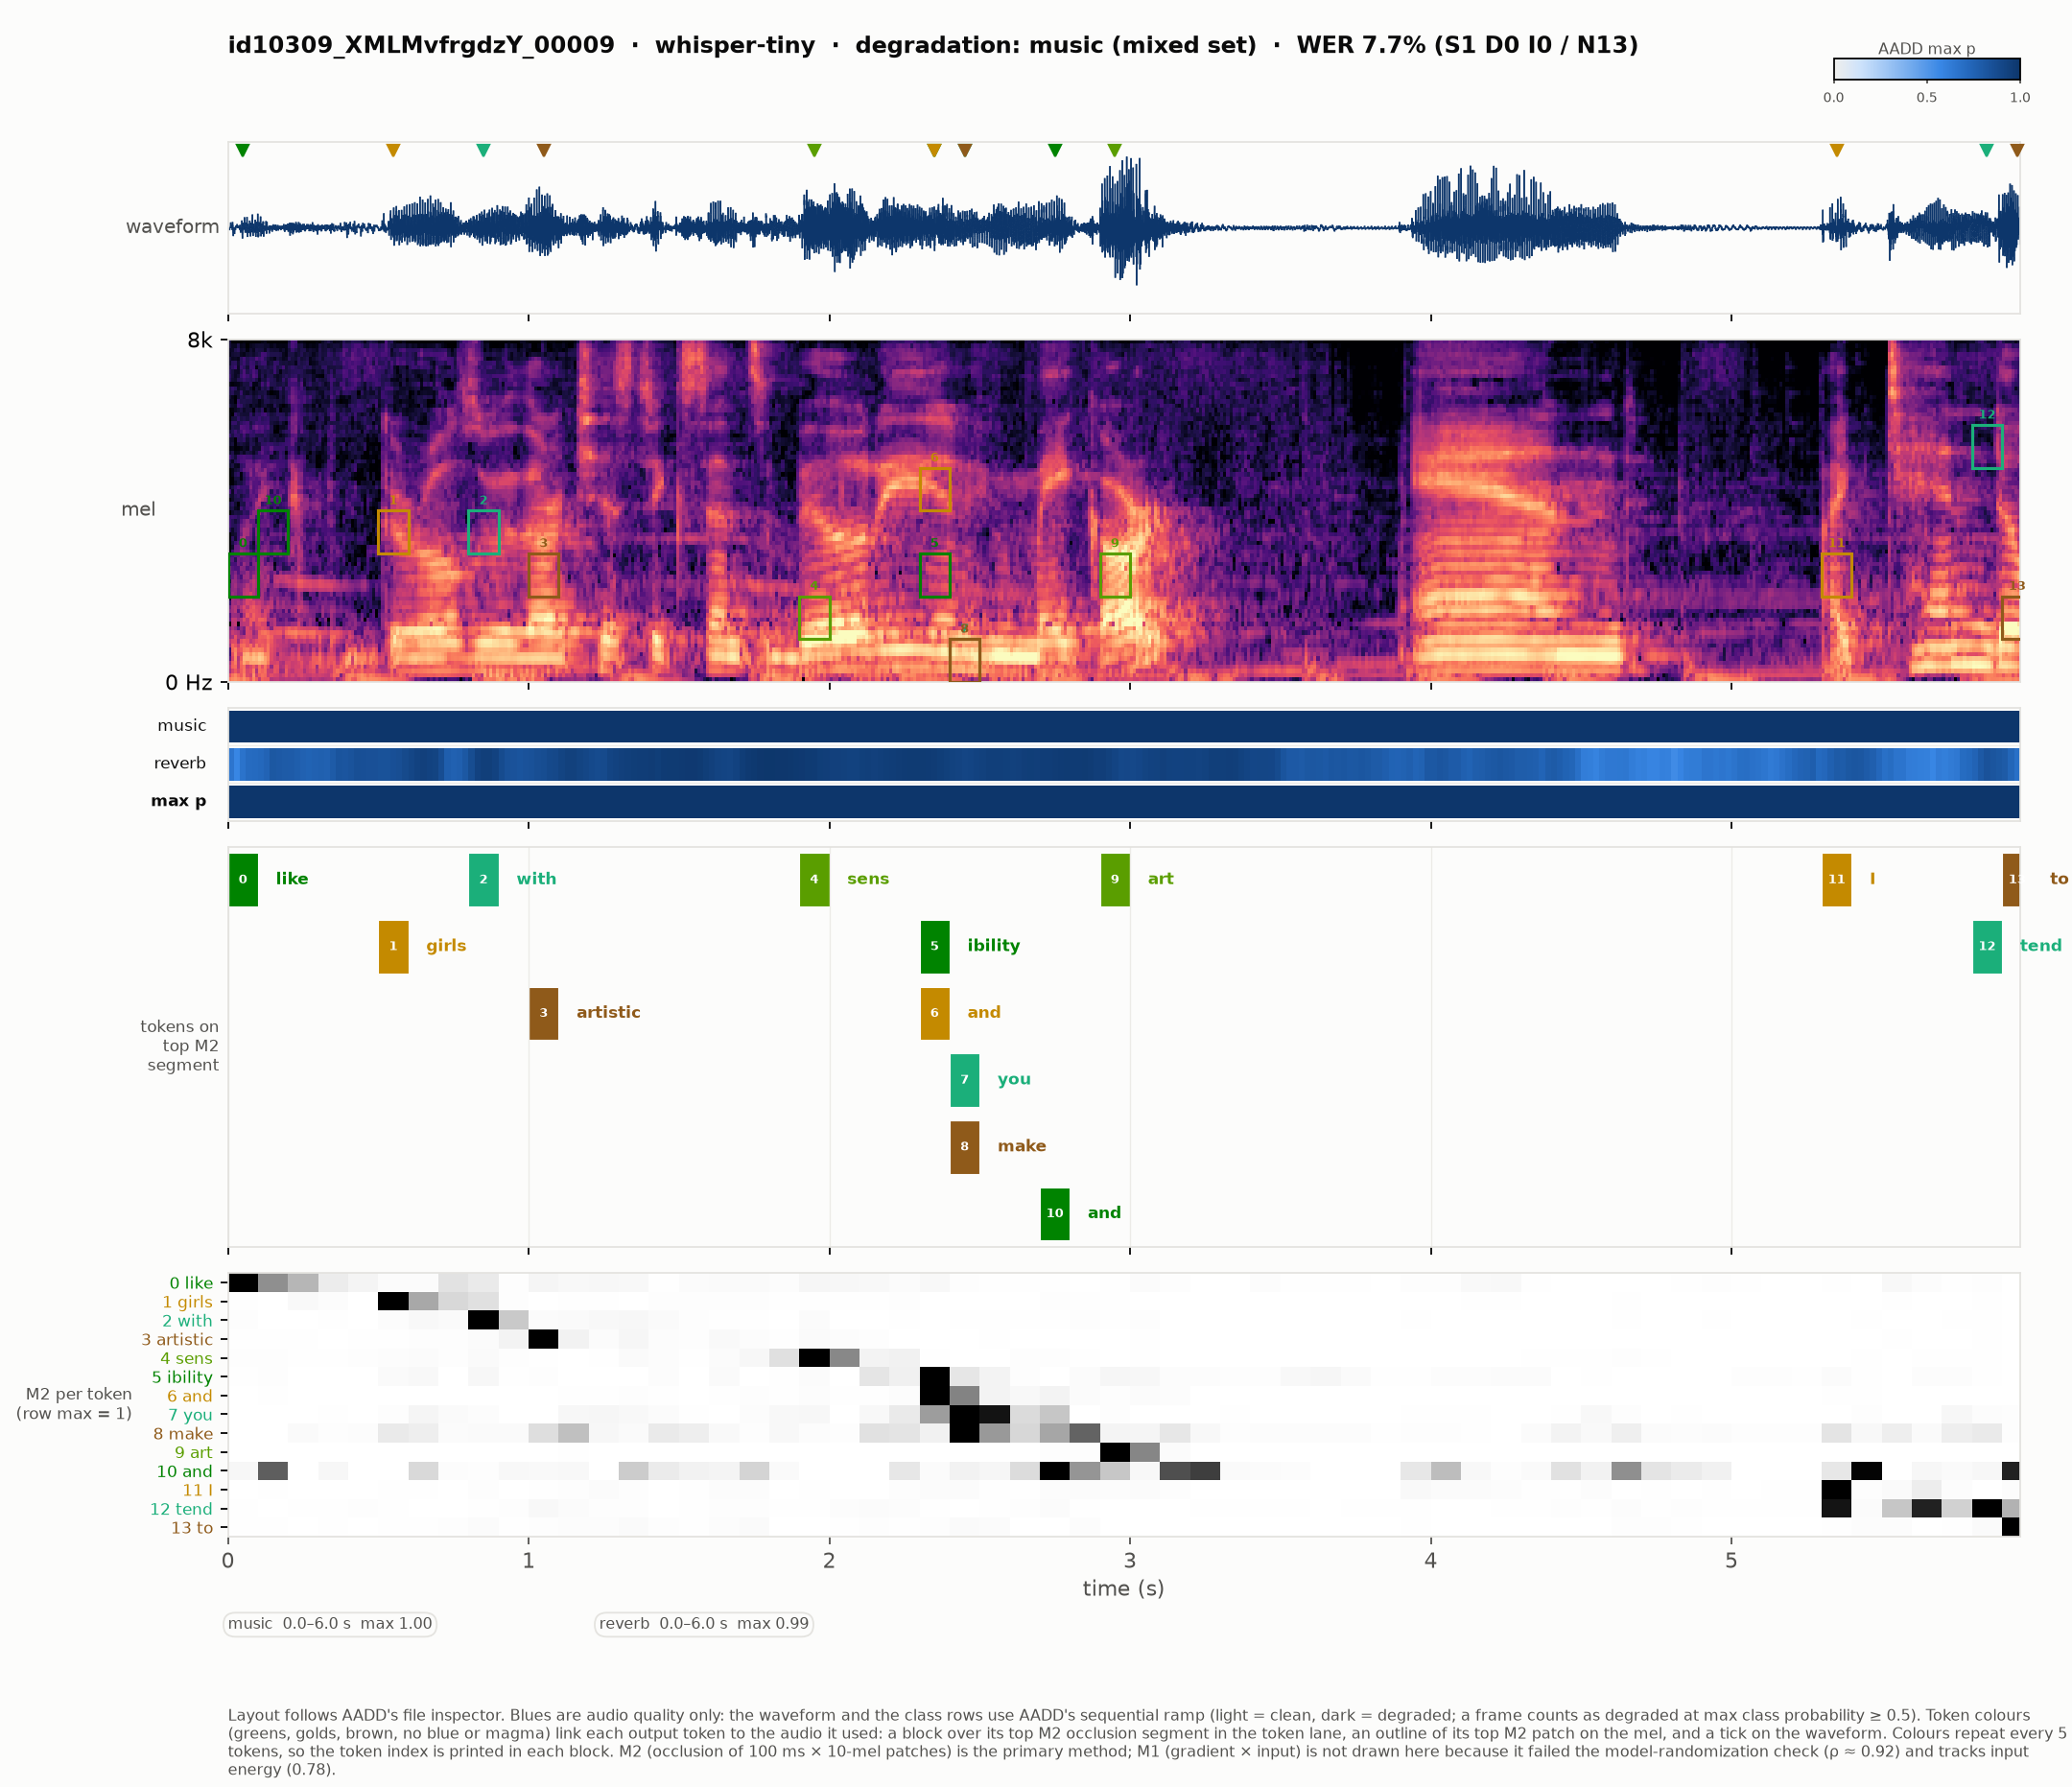 id10309_XMLMvfrgdzY_00009 · whisper-tiny · degradation: music (mixed set) · WER 7.7% (S1 D0 I0 / N13)
AADD max p
0.0 0.5 1.0
waveform
8k
mel
0 Hz
10
1
2
3
4
8
9
11
12
music
reverb
max p
tokens on
top M2
segment
0 like
2 with
4 sens
9 art
11 I
to
1 girls
5 ibility
12 tend
3 artistic
6 and
7 you
8 make
10 and
M2 per token
(row max = 1)
0 like
1 girls
2 with
3 artistic
4 sens
5 ibility
6 and
7 you
8 make
9 art
10 and
11 I
12 tend
13 to
0 1 2 3 4 5
time (s)
music 0.0–6.0 s max 1.00
reverb 0.0–6.0 s max 0.99
Layout follows AADD's file inspector. Blues are audio quality only: the waveform and the class rows use AADD's sequential ramp (light = clean, dark = degraded; a frame counts as degraded at max class probability ≥ 0.5). Token colours
(greens, golds, brown, no blue or magma) link each output token to the audio it used: a block over its top M2 occlusion segment in the token lane, an outline of its top M2 patch on the mel, and a tick on the waveform. Colours repeat every 5
tokens, so the token index is printed in each block. M2 (occlusion of 100 ms × 10-mel patches) is the primary method; M1 (gradient × input) is not drawn here because it failed the model-randomization check (ρ ≈ 0.92) and tracks input
energy (0.78).